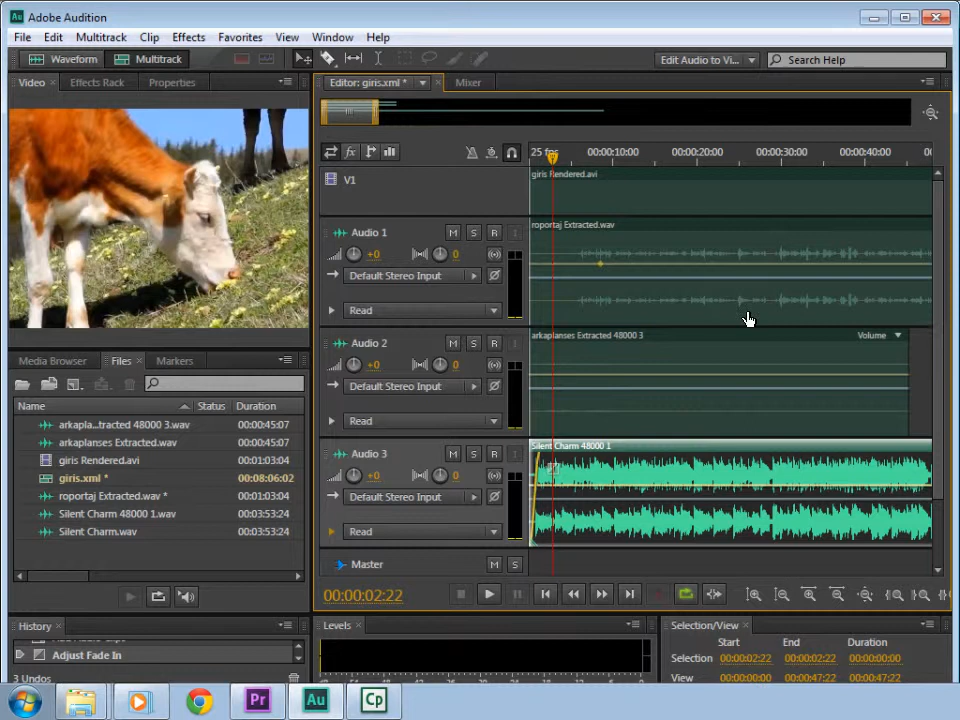 Adobe Audition
File Edit Multitrack Clip Effects Favorites View Window Help
Waveform Multitrack Edit Audio to Vi... Search Help
Video Effects Rack Properties Editor: giris.xml * Mixer
25 fps 00:00:10:00 00:00:20:00 00:00:30:00 00:00:40:00
V1 giris Rendered.avi
Audio 1 M S R I roportaj Extracted.wav
+0 0
Default Stereo Input
Read
Audio 2 M S R I arkaplanses Extracted 48000 3 Volume
+0 0
Default Stereo Input
Read
Audio 3 M S R I Silent Charm 48000 1
+0 0
Default Stereo Input
Read
Master M S
00:00:02:22
Media Browser Files Markers
Name Status Duration
arkapla...tracted 48000 3.wav 00:00:45:07
arkaplanses Extracted.wav 00:00:45:07
giris Rendered.avi 00:01:03:04
giris.xml * 00:08:06:02
roportaj Extracted.wav * 00:01:03:04
Silent Charm 48000 1.wav 00:03:53:24
Silent Charm.wav 00:03:53:24
History
Adjust Fade In
3 Undos
Levels
Selection/View
Start End Duration
Selection 00:00:02:22 00:00:02:22 00:00:00:00
View 00:00:00:00 00:00:47:22 00:00:47:22
Pr Au Cp